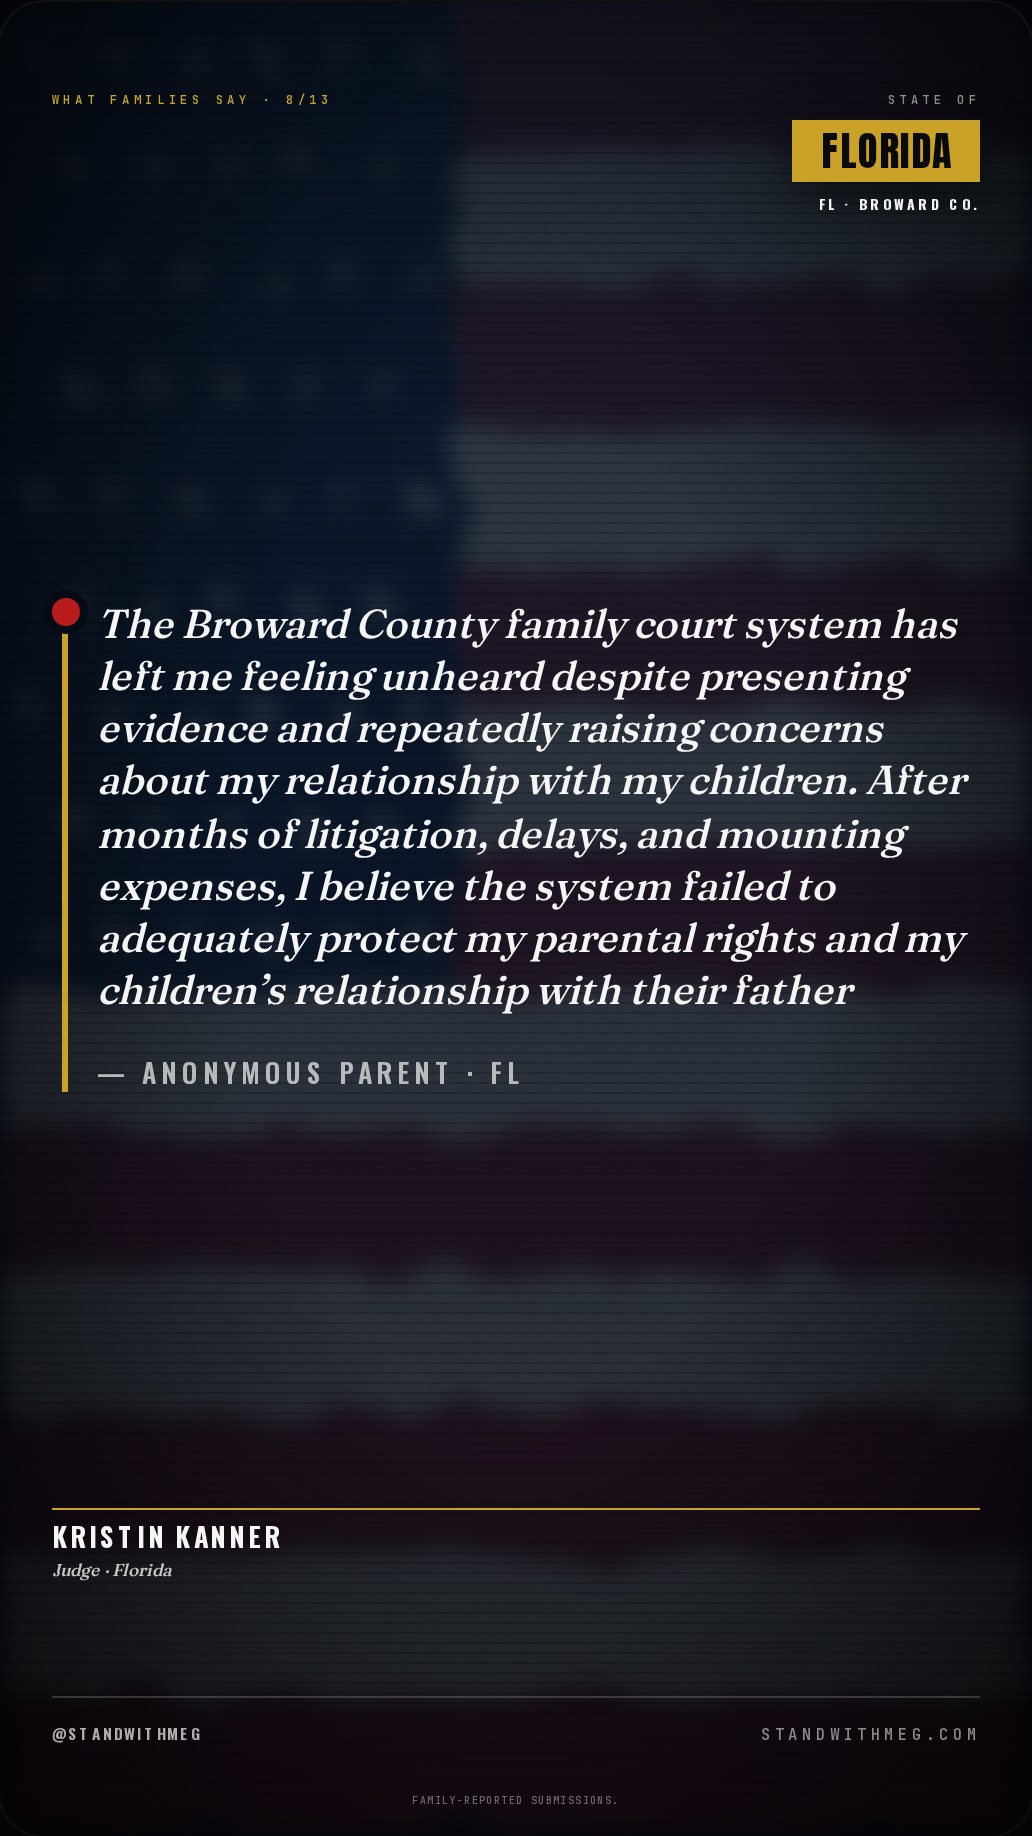 WHAT FAMILIES SAY · 8/13
STATE OF
FLORIDA
FL · BROWARD CO.
The Broward County family court system has
left me feeling unheard despite presenting
evidence and repeatedly raising concerns
about my relationship with my children. After
months of litigation, delays, and mounting
expenses, I believe the system failed to
adequately protect my parental rights and my
children’s relationship with their father
— ANONYMOUS PARENT · FL
KRISTIN KANNER
Judge · Florida
@STANDWITHMEG
STANDWITHMEG.COM
FAMILY-REPORTED SUBMISSIONS.